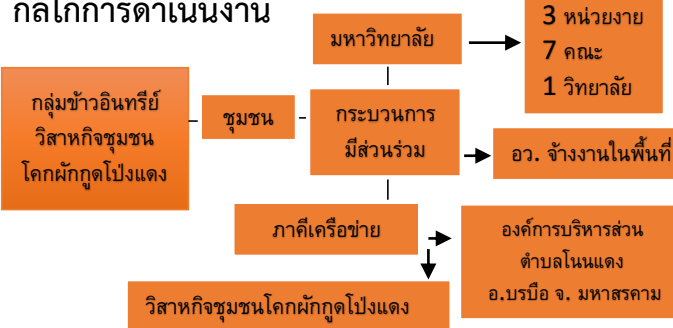 กลไกการดำเนินงาน
มหาวิทยาลัย
3 หน่วยงาย
7 คณะ
1 วิทยาลัย
กลุ่มข้าวอินทรีย์
วิสาหกิจชุมชน
โคกผักกูดโป่งแดง
ชุมชน
กระบวนการ
มีส่วนร่วม
อว. จ้างงานในพื้นที่
ภาคีเครือข่าย
องค์การบริหารส่วน
ตำบลโนนแดง
อ.บรบือ จ. มหาสรคาม
วิสาหกิจชุมชนโคกผักกูดโป่งแดง